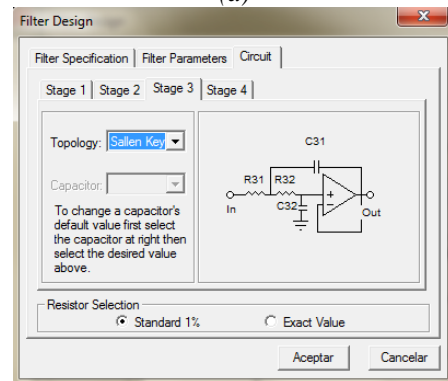 (a)
Filter Design
x
Filter Specification Filter Parameters Circuit
Stage 1 Stage 2 Stage 3 Stage 4
Topology: Sallen Key
Capacitor:
To change a capacitor's
default value first select
the capacitor at right then
select the desired value
above.
C31
R31 R32
+
In C32 - Out
Resistor Selection
Standard 1% Exact Value
Aceptar Cancelar